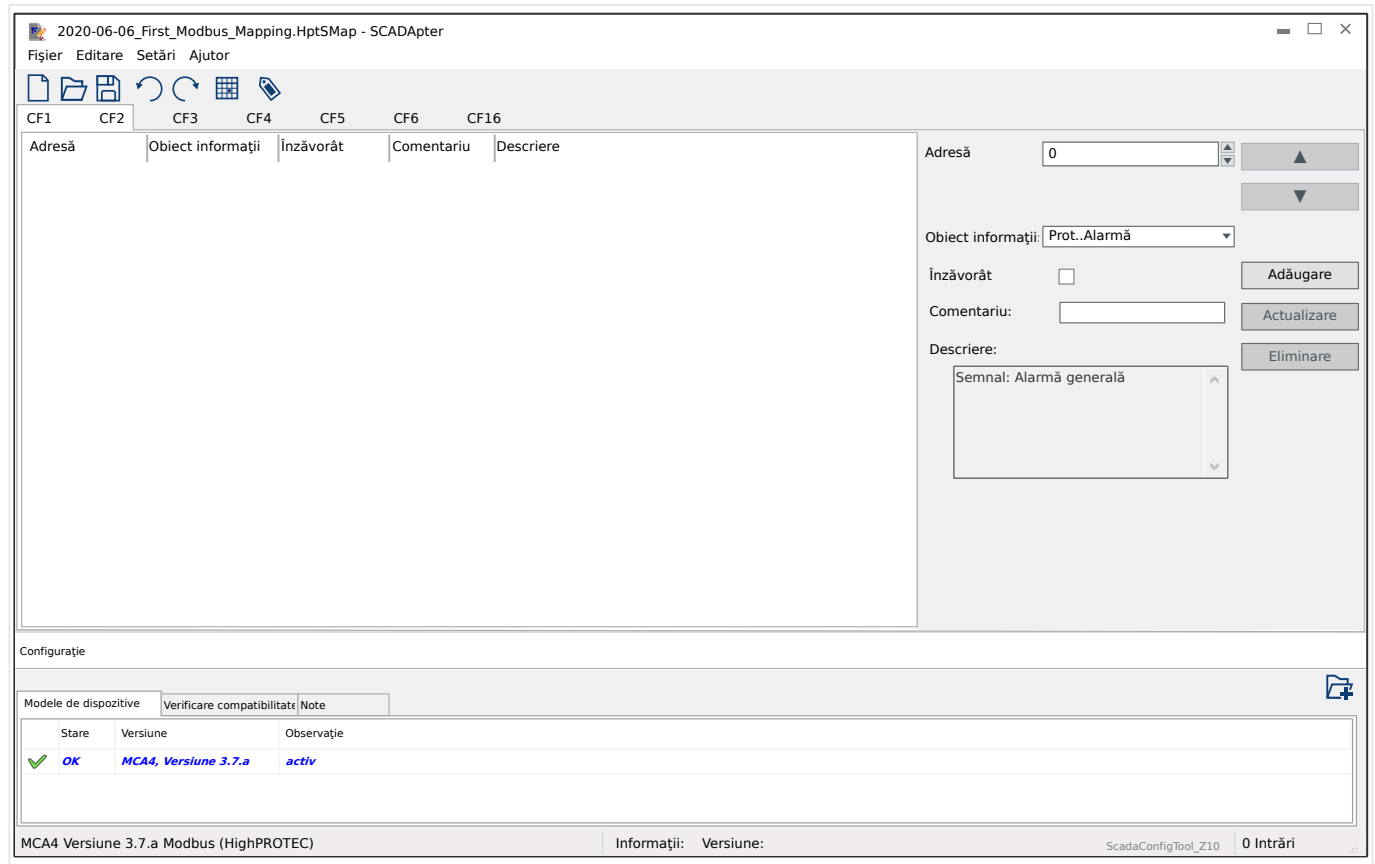 2020-06-06_First_Modbus_Mapping.HptSMap - SCADApter
Fișier Editare Setări Ajutor
CF1 CF2 CF3 CF4 CF5 CF6 CF16
Adresă Obiect informații Înzăvorât Comentariu Descriere
Adresă 0
Obiect informații: Prot..Alarmă
Înzăvorât Adăugare
Comentariu: Actualizare
Descriere: Eliminare
Semnal: Alarmă generală
Configurație
Modele de dispozitive Verificare compatibilitate Note
Stare Versiune Observație
OK MCA4, Versiune 3.7.a activ
MCA4 Versiune 3.7.a Modbus (HighPROTEC) Informații: Versiune: ScadaConfigTool_Z10 0 Intrări